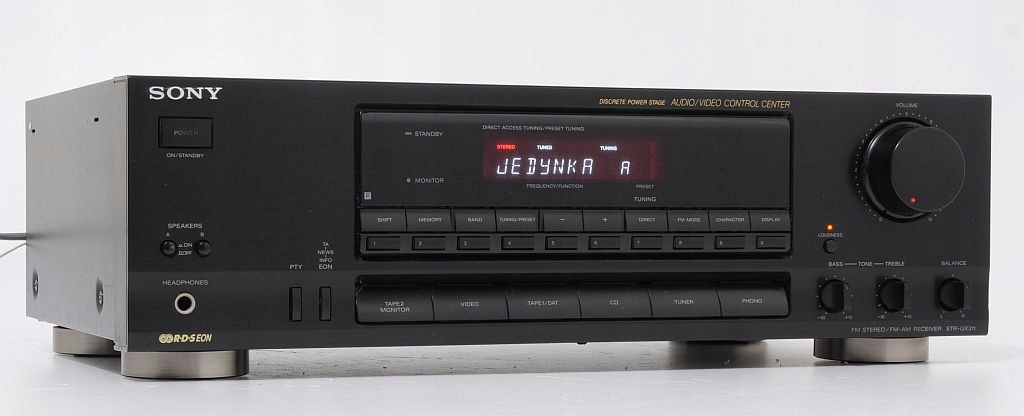 SONY
DISCRETE POWER STAGE AUDIO/VIDEO CONTROL CENTER
VOLUME
POWER
ON/STANDBY
STANDBY
DIRECT ACCESS TUNING/PRESET TUNING
STEREO TUNED TUNING
JEDYNKA A
FREQUENCY/FUNCTION PRESET
MONITOR
R
TUNING
SHIFT MEMORY BAND TUNING/PRESET − + DIRECT FM MODE CHARACTER DISPLAY
1 2 3 4 5 6 7 8 9 0
SPEAKERS
A ON B
OFF
TA
NEWS
INFO
PTY EON
LOUDNESS
BASS TONE TREBLE BALANCE
HEADPHONES
TAPE2 MONITOR VIDEO TAPE1/DAT CD TUNER PHONO
-10 +10 -10 +10 L R
R·D·S EON
FM STEREO/FM-AM RECEIVER STR-GX311